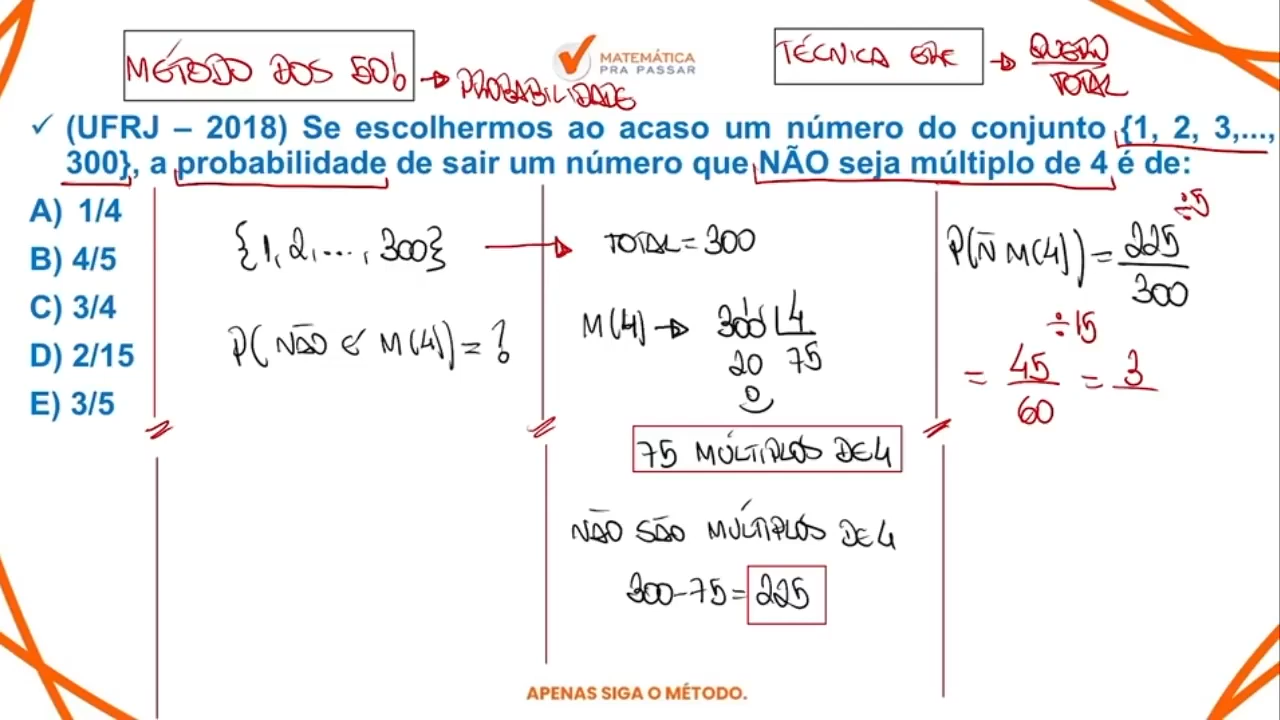 MÉTODO DOS 50% → PROBABILIDADE
MATEMÁTICA
PRA PASSAR
TÉCNICA → QUERO
TOTAL
✓ (UFRJ – 2018) Se escolhermos ao acaso um número do conjunto {1, 2, 3,...,
300}, a probabilidade de sair um número que NÃO seja múltiplo de 4 é de:
A) 1/4
B) 4/5
C) 3/4
D) 2/15
E) 3/5
{1, 2, ..., 300} →
P(NÃO É M(4)) = ?
TOTAL = 300
M(4) → 300 4
20 75
0
75 MÚLTIPLOS DE 4
NÃO SÃO MÚLTIPLOS DE 4
300-75= 225
÷5
P(Ñ M(4)) = 225
300
÷15
= 45 = 3
60
APENAS SIGA O MÉTODO.